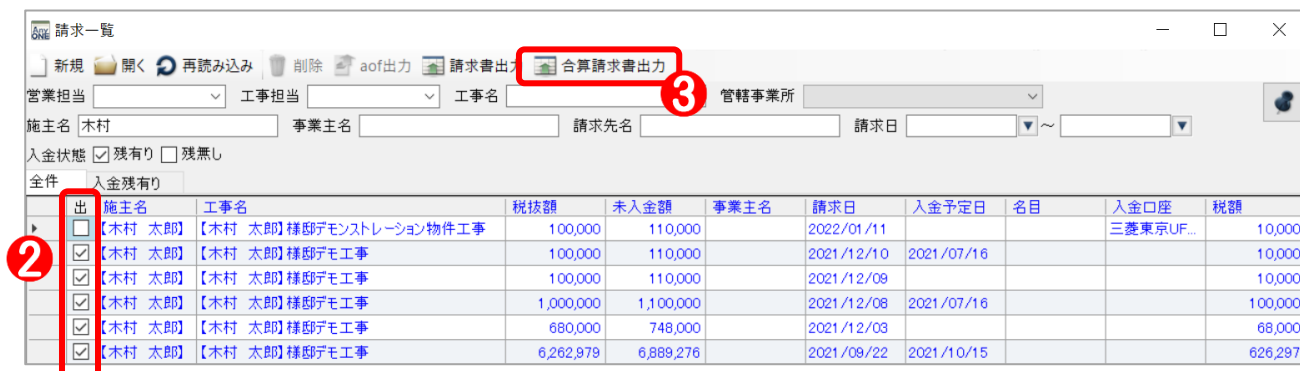 Any ONE 請求一覧
新規 開く 再読み込み 削除 aof出力 請求書出力 合算請求書出力
営業担当 工事担当 工事名 3 管轄事業所
施主名 木村 事業主名 請求先名 請求日 ～
入金状態 残有り 残無し
全件 入金残有り
出 施主名 工事名 税抜額 未入金額 事業主名 請求日 入金予定日 名目 入金口座 税額
【木村 太郎】 【木村 太郎】様邸デモンストレーション物件工事 100,000 110,000 2022/01/11 三菱東京UF... 10,000
2 【木村 太郎】 【木村 太郎】様邸デモ工事 100,000 110,000 2021/12/10 2021/07/16 10,000
【木村 太郎】 【木村 太郎】様邸デモ工事 100,000 110,000 2021/12/09 10,000
【木村 太郎】 【木村 太郎】様邸デモ工事 1,000,000 1,100,000 2021/12/08 2021/07/16 100,000
【木村 太郎】 【木村 太郎】様邸デモ工事 680,000 748,000 2021/12/03 68,000
【木村 太郎】 【木村 太郎】様邸デモ工事 6,262,979 6,889,276 2021/09/22 2021/10/15 626,297